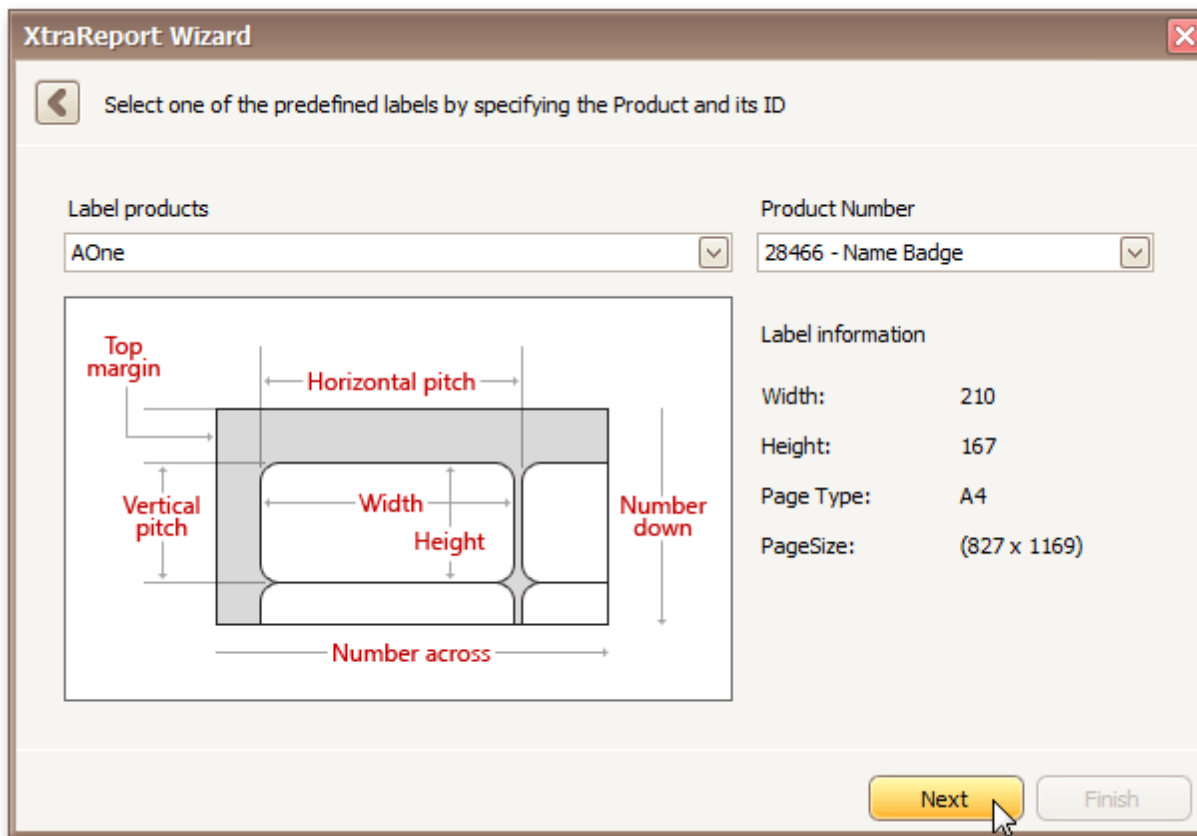 XtraReport Wizard
Select one of the predefined labels by specifying the Product and its ID
Label products
AOne
Product Number
28466 - Name Badge
Top
margin
Horizontal pitch
Vertical
pitch
Width
Height
Number
down
Number across
Label information
Width: 210
Height: 167
Page Type: A4
PageSize: (827 x 1169)
Next
Finish